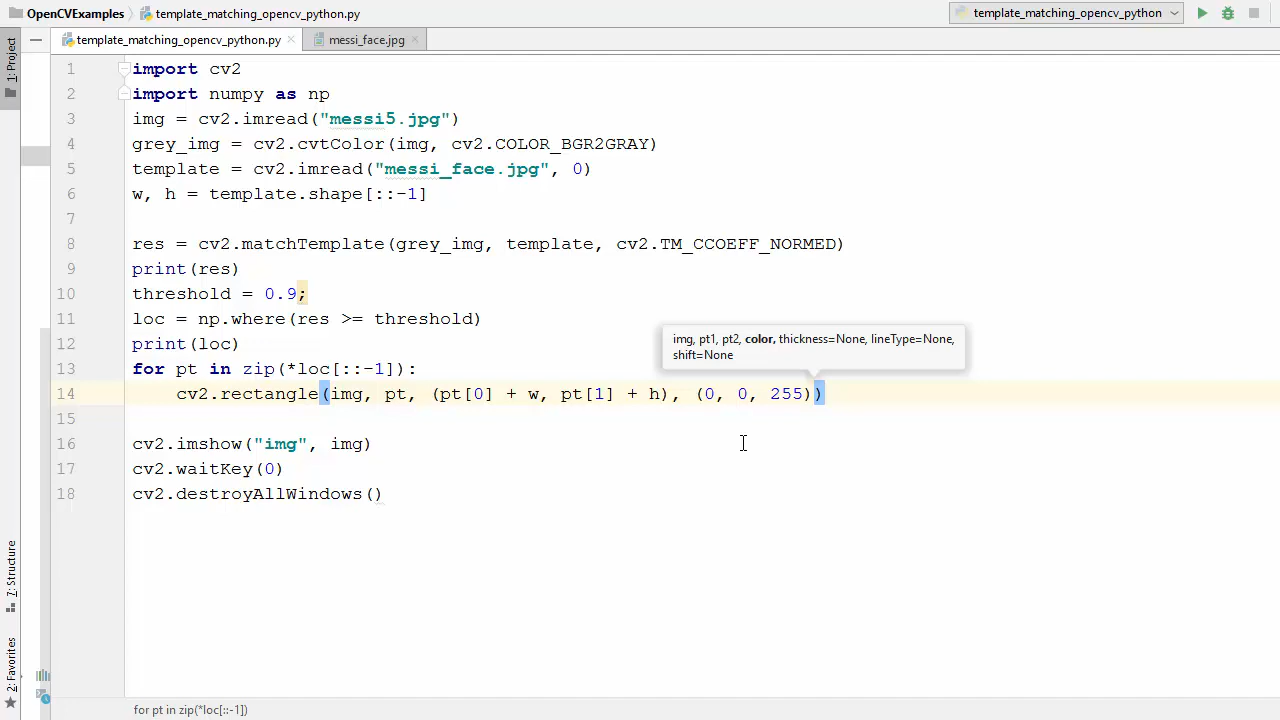 OpenCVExamples template_matching_opencv_python.py template_matching_opencv_python
template_matching_opencv_python.py messi_face.jpg
1: Project
1 import cv2
2 import numpy as np
3 img = cv2.imread("messi5.jpg")
4 grey_img = cv2.cvtColor(img, cv2.COLOR_BGR2GRAY)
5 template = cv2.imread("messi_face.jpg", 0)
6 w, h = template.shape[::-1]
7
8 res = cv2.matchTemplate(grey_img, template, cv2.TM_CCOEFF_NORMED)
9 print(res)
10 threshold = 0.9;
11 loc = np.where(res >= threshold)
img, pt1, pt2, color, thickness=None, lineType=None,
shift=None
12 print(loc)
13 for pt in zip(*loc[::-1]):
14 cv2.rectangle(img, pt, (pt[0] + w, pt[1] + h), (0, 0, 255))
15
16 cv2.imshow("img", img)
17 cv2.waitKey(0)
18 cv2.destroyAllWindows()
Z: Structure
2: Favorites
for pt in zip(*loc[::-1])